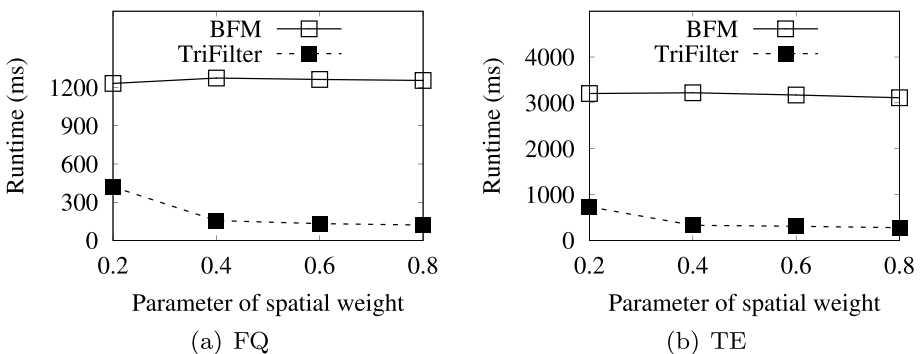 BFM
TriFilter
Runtime (ms)
1200
900
600
300
0
0.2 0.4 0.6 0.8
Parameter of spatial weight
(a) FQ
BFM
TriFilter
Runtime (ms)
5000
4000
3000
2000
1000
0
0.2 0.4 0.6 0.8
Parameter of spatial weight
(b) TE